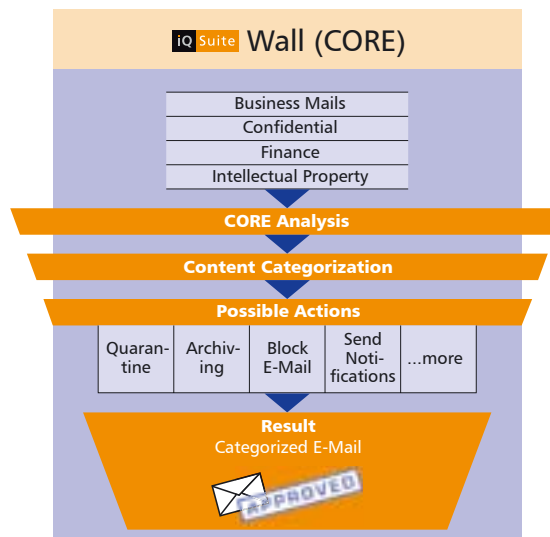 iQ Suite Wall (CORE)
Business Mails
Confidential
Finance
Intellectual Property
CORE Analysis
Content Categorization
Possible Actions
Quaran-
tine
Archiv-
ing
Block
E-Mail
Send
Noti-
fications
...more
Result
Categorized E-Mail
APPROVED